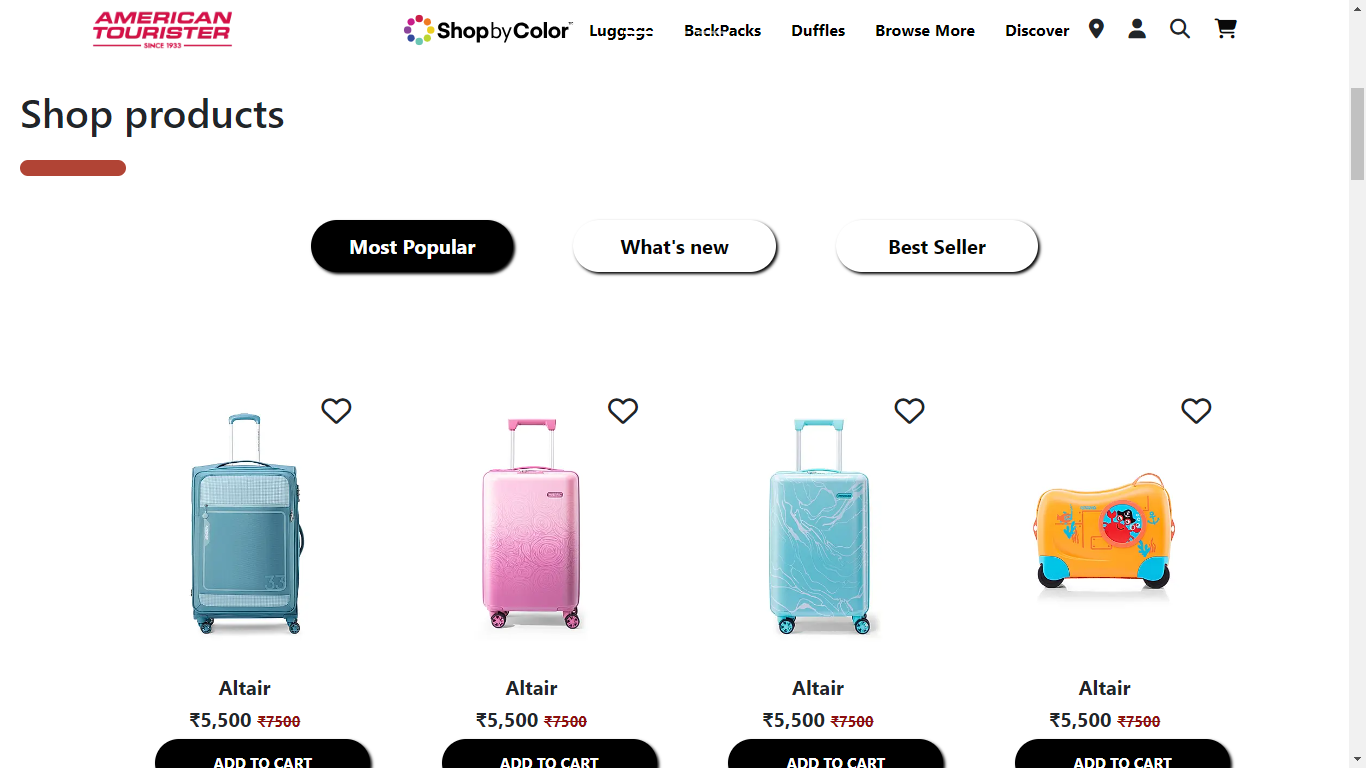 AMERICAN
TOURISTER
SINCE 1933
ShopbyColor™ Luggage BackPacks Duffles Browse More Discover
Shop products
Most Popular What's new Best Seller
33
Altair Altair Altair Altair
₹5,500 ₹7500 ₹5,500 ₹7500 ₹5,500 ₹7500 ₹5,500 ₹7500
ADD TO CART ADD TO CART ADD TO CART ADD TO CART